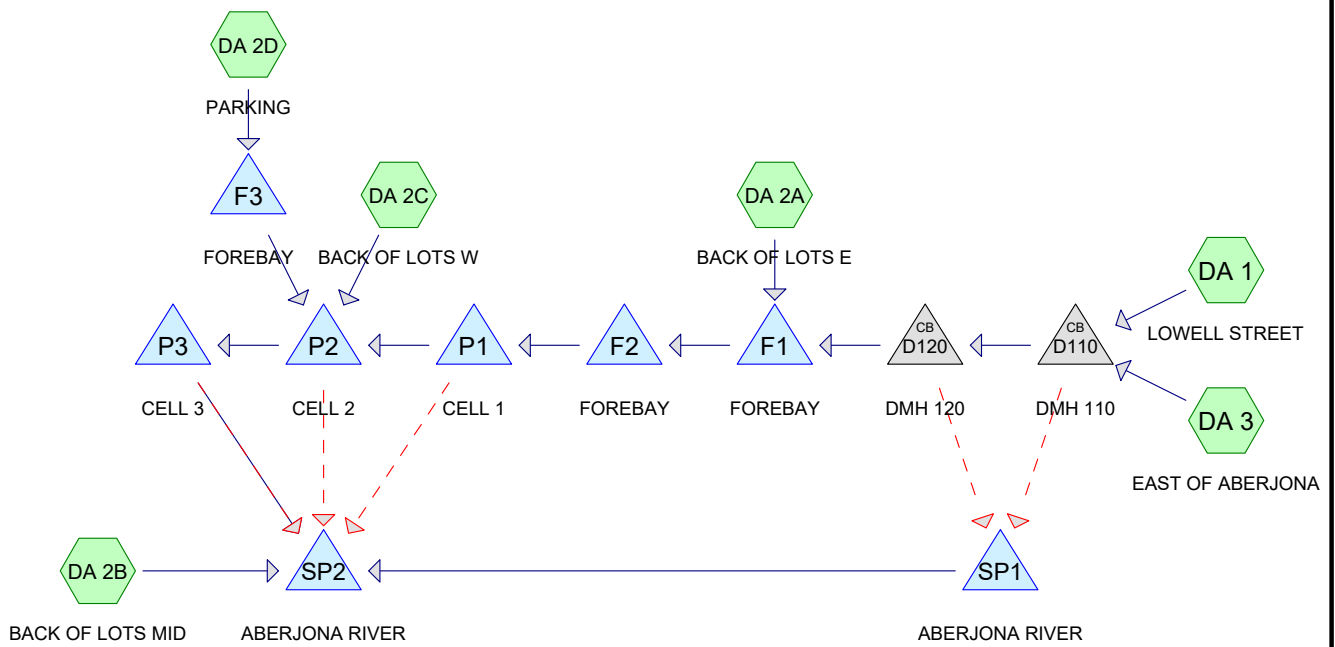 DA 2D
PARKING
F3
FOREBAY
DA 2C
BACK OF LOTS W
DA 2A
BACK OF LOTS E
DA 1
LOWELL STREET
P3
CELL 3
P2
CELL 2
P1
CELL 1
F2
FOREBAY
F1
FOREBAY
CB
D120
DMH 120
CB
D110
DMH 110
DA 3
EAST OF ABERJONA
DA 2B
BACK OF LOTS MID
SP2
ABERJONA RIVER
SP1
ABERJONA RIVER